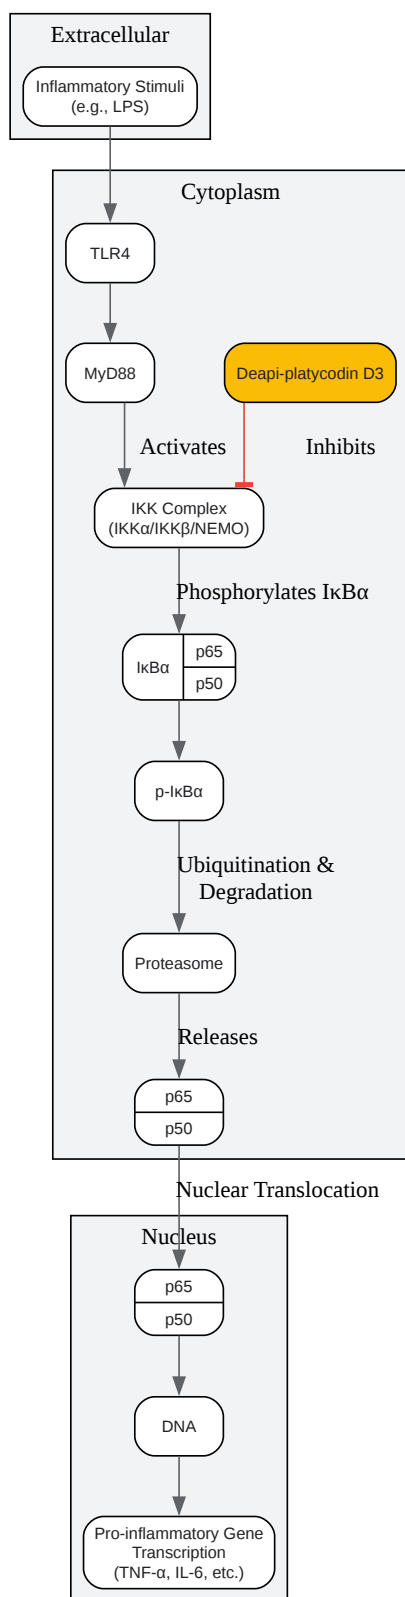 Extracellular
Inflammatory Stimuli
(e.g., LPS)
Cytoplasm
TLR4
MyD88
Deapi-platycodin D3
Activates
Inhibits
IKK Complex
(IKKα/IKKβ/NEMO)
Phosphorylates IκBα
IκBα
p65
p50
p-IκBα
Ubiquitination &
Degradation
Proteasome
Releases
p65
p50
Nuclear Translocation
Nucleus
p65
p50
DNA
Pro-inflammatory Gene
Transcription
(TNF-α, IL-6, etc.)